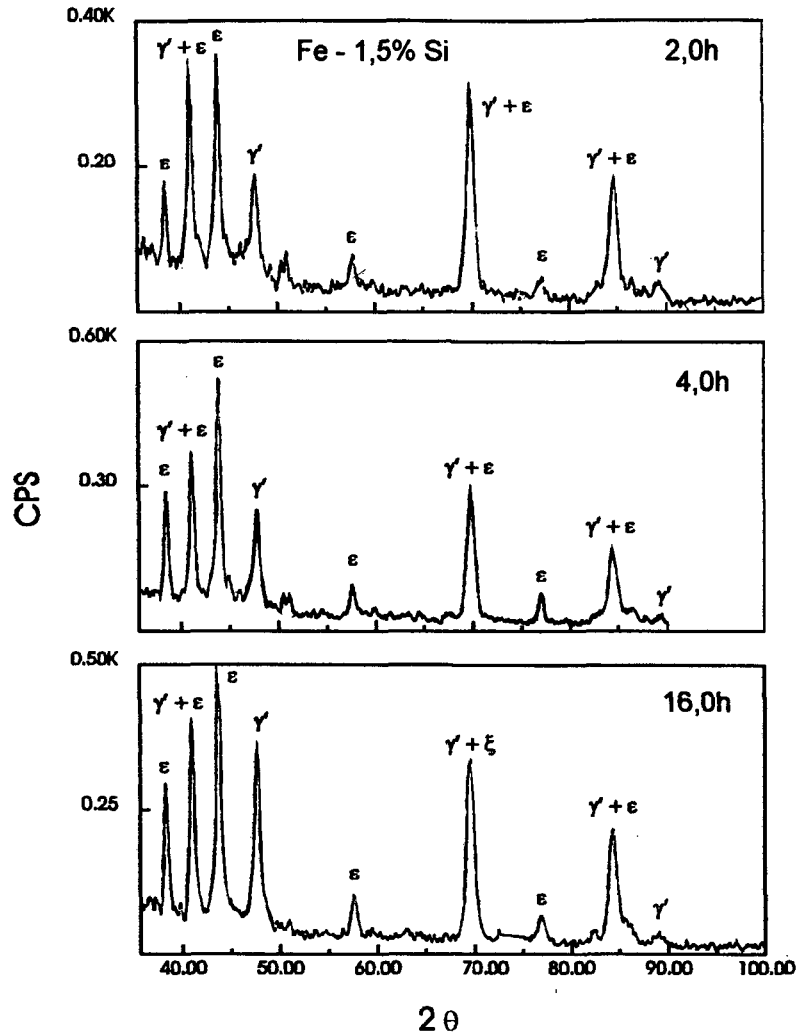 0.40K
Fe - 1,5% Si
2,0h
γ' + ε
ε
γ' + ε
0.20
ε
γ'
γ' + ε
ε
ε
γ'
0.60K
4,0h
ε
γ' + ε
0.30
ε
γ'
γ' + ε
γ' + ε
ε
ε
γ'
CPS
0.50K
16,0h
ε
γ' + ε
γ'
γ' + ξ
ε
0.25
γ' + ε
ε
ε
γ'
40.00 50.00 60.00 70.00 80.00 90.00 100.00
2 θ